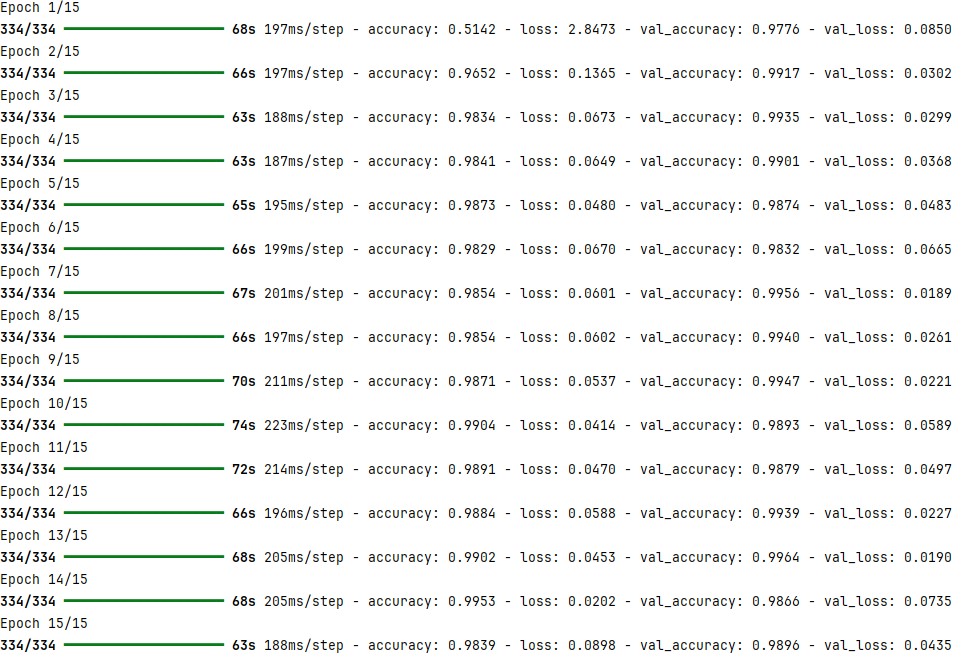 Epoch 1/15
334/334 ━━━━━━━━━━━━━━━━━━━━ 68s 197ms/step - accuracy: 0.5142 - loss: 2.8473 - val_accuracy: 0.9776 - val_loss: 0.0850
Epoch 2/15
334/334 ━━━━━━━━━━━━━━━━━━━━ 66s 197ms/step - accuracy: 0.9652 - loss: 0.1365 - val_accuracy: 0.9917 - val_loss: 0.0302
Epoch 3/15
334/334 ━━━━━━━━━━━━━━━━━━━━ 63s 188ms/step - accuracy: 0.9834 - loss: 0.0673 - val_accuracy: 0.9935 - val_loss: 0.0299
Epoch 4/15
334/334 ━━━━━━━━━━━━━━━━━━━━ 63s 187ms/step - accuracy: 0.9841 - loss: 0.0649 - val_accuracy: 0.9901 - val_loss: 0.0368
Epoch 5/15
334/334 ━━━━━━━━━━━━━━━━━━━━ 65s 195ms/step - accuracy: 0.9873 - loss: 0.0480 - val_accuracy: 0.9874 - val_loss: 0.0483
Epoch 6/15
334/334 ━━━━━━━━━━━━━━━━━━━━ 66s 199ms/step - accuracy: 0.9829 - loss: 0.0670 - val_accuracy: 0.9832 - val_loss: 0.0665
Epoch 7/15
334/334 ━━━━━━━━━━━━━━━━━━━━ 67s 201ms/step - accuracy: 0.9854 - loss: 0.0601 - val_accuracy: 0.9956 - val_loss: 0.0189
Epoch 8/15
334/334 ━━━━━━━━━━━━━━━━━━━━ 66s 197ms/step - accuracy: 0.9854 - loss: 0.0602 - val_accuracy: 0.9940 - val_loss: 0.0261
Epoch 9/15
334/334 ━━━━━━━━━━━━━━━━━━━━ 70s 211ms/step - accuracy: 0.9871 - loss: 0.0537 - val_accuracy: 0.9947 - val_loss: 0.0221
Epoch 10/15
334/334 ━━━━━━━━━━━━━━━━━━━━ 74s 223ms/step - accuracy: 0.9904 - loss: 0.0414 - val_accuracy: 0.9893 - val_loss: 0.0589
Epoch 11/15
334/334 ━━━━━━━━━━━━━━━━━━━━ 72s 214ms/step - accuracy: 0.9891 - loss: 0.0470 - val_accuracy: 0.9879 - val_loss: 0.0497
Epoch 12/15
334/334 ━━━━━━━━━━━━━━━━━━━━ 66s 196ms/step - accuracy: 0.9884 - loss: 0.0588 - val_accuracy: 0.9939 - val_loss: 0.0227
Epoch 13/15
334/334 ━━━━━━━━━━━━━━━━━━━━ 68s 205ms/step - accuracy: 0.9902 - loss: 0.0453 - val_accuracy: 0.9964 - val_loss: 0.0190
Epoch 14/15
334/334 ━━━━━━━━━━━━━━━━━━━━ 68s 205ms/step - accuracy: 0.9953 - loss: 0.0202 - val_accuracy: 0.9866 - val_loss: 0.0735
Epoch 15/15
334/334 ━━━━━━━━━━━━━━━━━━━━ 63s 188ms/step - accuracy: 0.9839 - loss: 0.0898 - val_accuracy: 0.9896 - val_loss: 0.0435